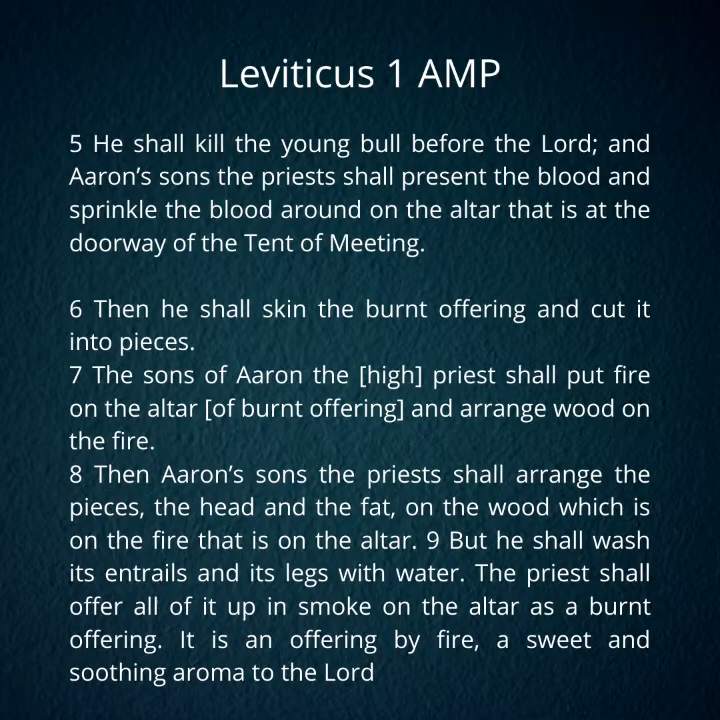 Leviticus 1 AMP
5 He shall kill the young bull before the Lord; and
Aaron’s sons the priests shall present the blood and
sprinkle the blood around on the altar that is at the
doorway of the Tent of Meeting.
6 Then he shall skin the burnt offering and cut it
into pieces.
7 The sons of Aaron the [high] priest shall put fire
on the altar [of burnt offering] and arrange wood on
the fire.
8 Then Aaron’s sons the priests shall arrange the
pieces, the head and the fat, on the wood which is
on the fire that is on the altar. 9 But he shall wash
its entrails and its legs with water. The priest shall
offer all of it up in smoke on the altar as a burnt
offering. It is an offering by fire, a sweet and
soothing aroma to the Lord